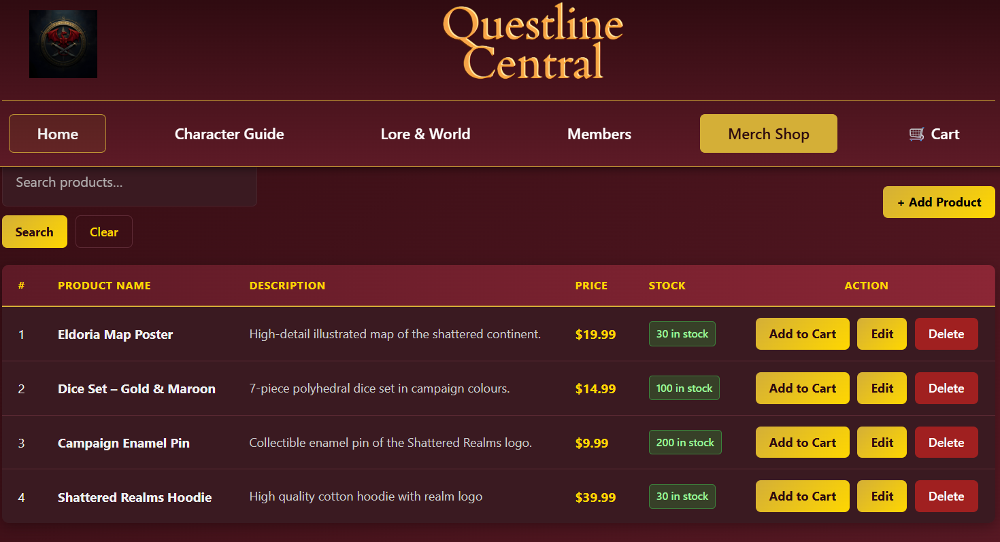 Questline
Central
Home Character Guide Lore & World Members Merch Shop 🛒 Cart
Search products...
+ Add Product
Search Clear
# PRODUCT NAME DESCRIPTION PRICE STOCK ACTION
1 Eldoria Map Poster High-detail illustrated map of the shattered continent. $19.99 30 in stock Add to Cart Edit Delete
2 Dice Set – Gold & Maroon 7-piece polyhedral dice set in campaign colours. $14.99 100 in stock Add to Cart Edit Delete
3 Campaign Enamel Pin Collectible enamel pin of the Shattered Realms logo. $9.99 200 in stock Add to Cart Edit Delete
4 Shattered Realms Hoodie High quality cotton hoodie with realm logo $39.99 30 in stock Add to Cart Edit Delete